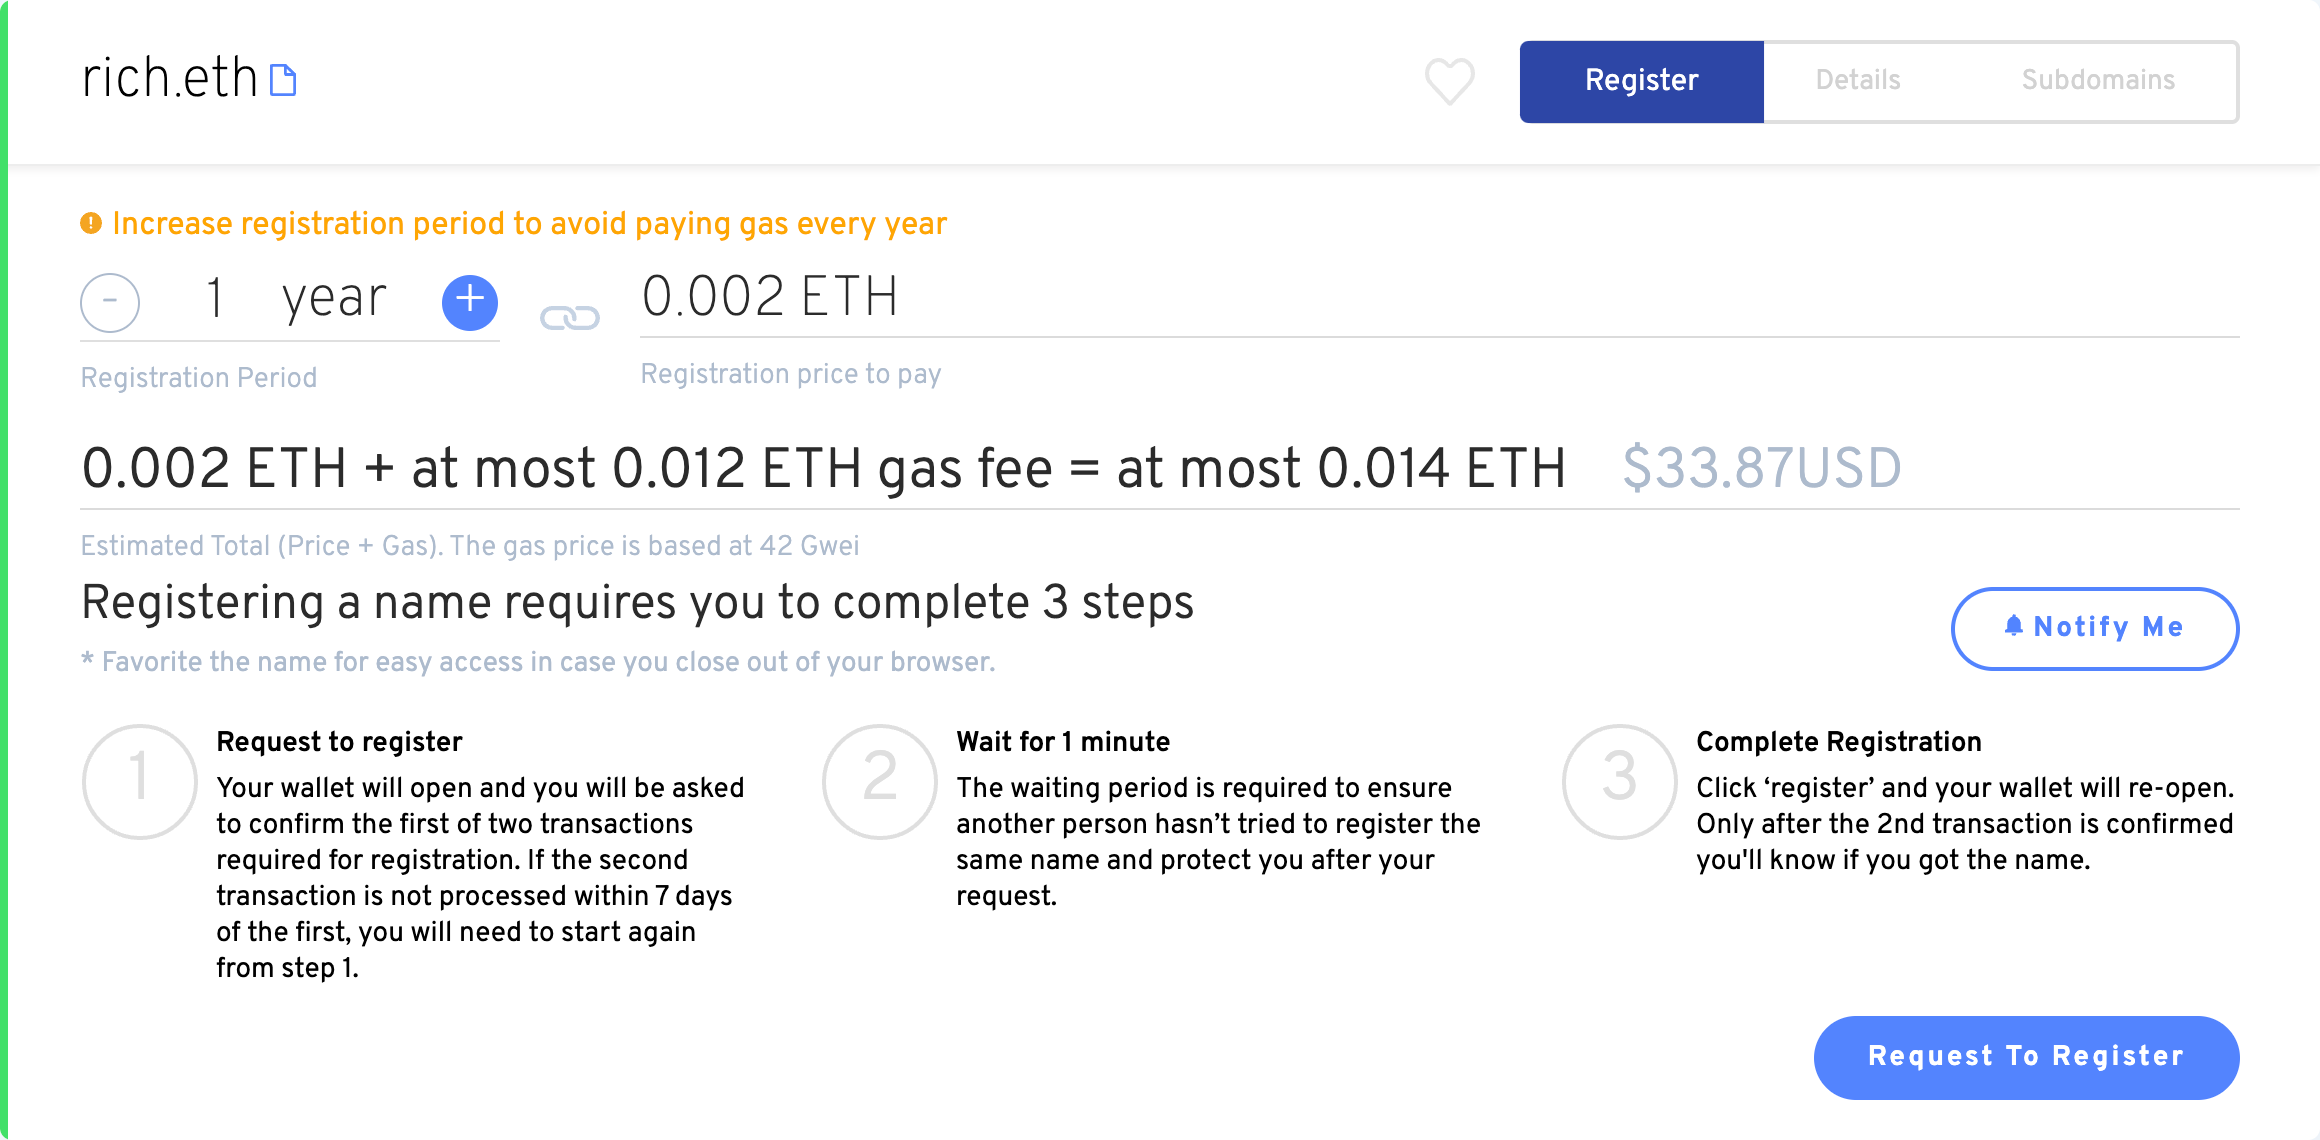 rich.eth
Register
Details
Subdomains
Increase registration period to avoid paying gas every year
- 1 year +
0.002 ETH
Registration Period
Registration price to pay
0.002 ETH + at most 0.012 ETH gas fee = at most 0.014 ETH $33.87USD
Estimated Total (Price + Gas). The gas price is based at 42 Gwei
Registering a name requires you to complete 3 steps
* Favorite the name for easy access in case you close out of your browser.
Notify Me
1
Request to register
Your wallet will open and you will be asked
to confirm the first of two transactions
required for registration. If the second
transaction is not processed within 7 days
of the first, you will need to start again
from step 1.
2
Wait for 1 minute
The waiting period is required to ensure
another person hasn’t tried to register the
same name and protect you after your
request.
3
Complete Registration
Click ‘register’ and your wallet will re-open.
Only after the 2nd transaction is confirmed
you'll know if you got the name.
Request To Register